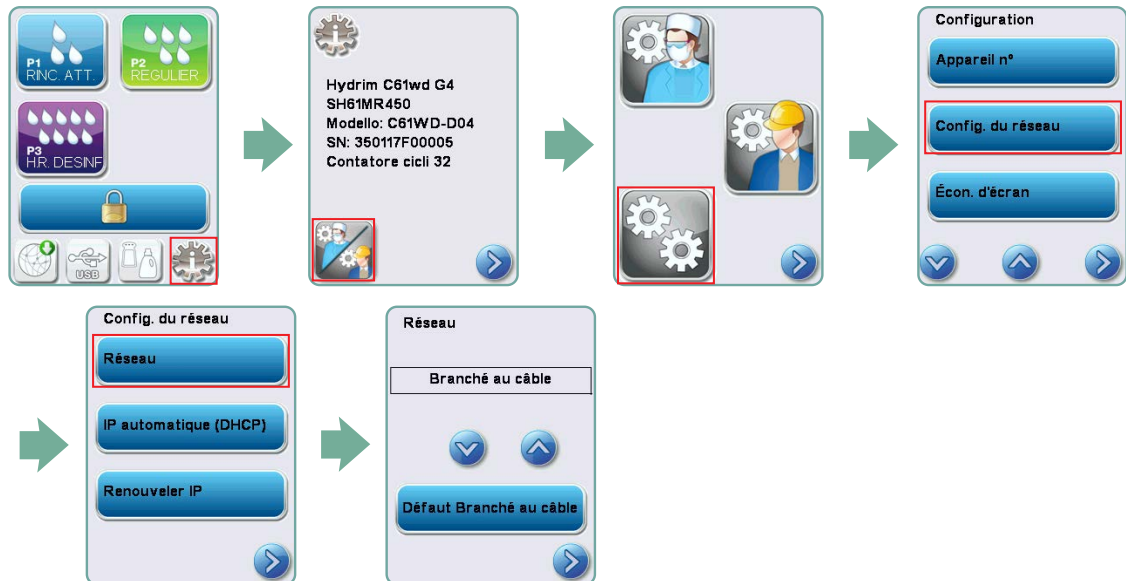 P1
RINC. ATT.
P2
REGULIER
P3
H.R. DESINF
USB
Hydrim C61wd G4
SH61MR450
Modello: C61WD-D04
SN: 350117F00005
Contatore cicli 32
Configuration
Appareil n°
Config. du réseau
Écon. d'écran
Config. du réseau
Réseau
IP automatique (DHCP)
Renouveler IP
Réseau
Branché au câble
Défaut Branché au câble